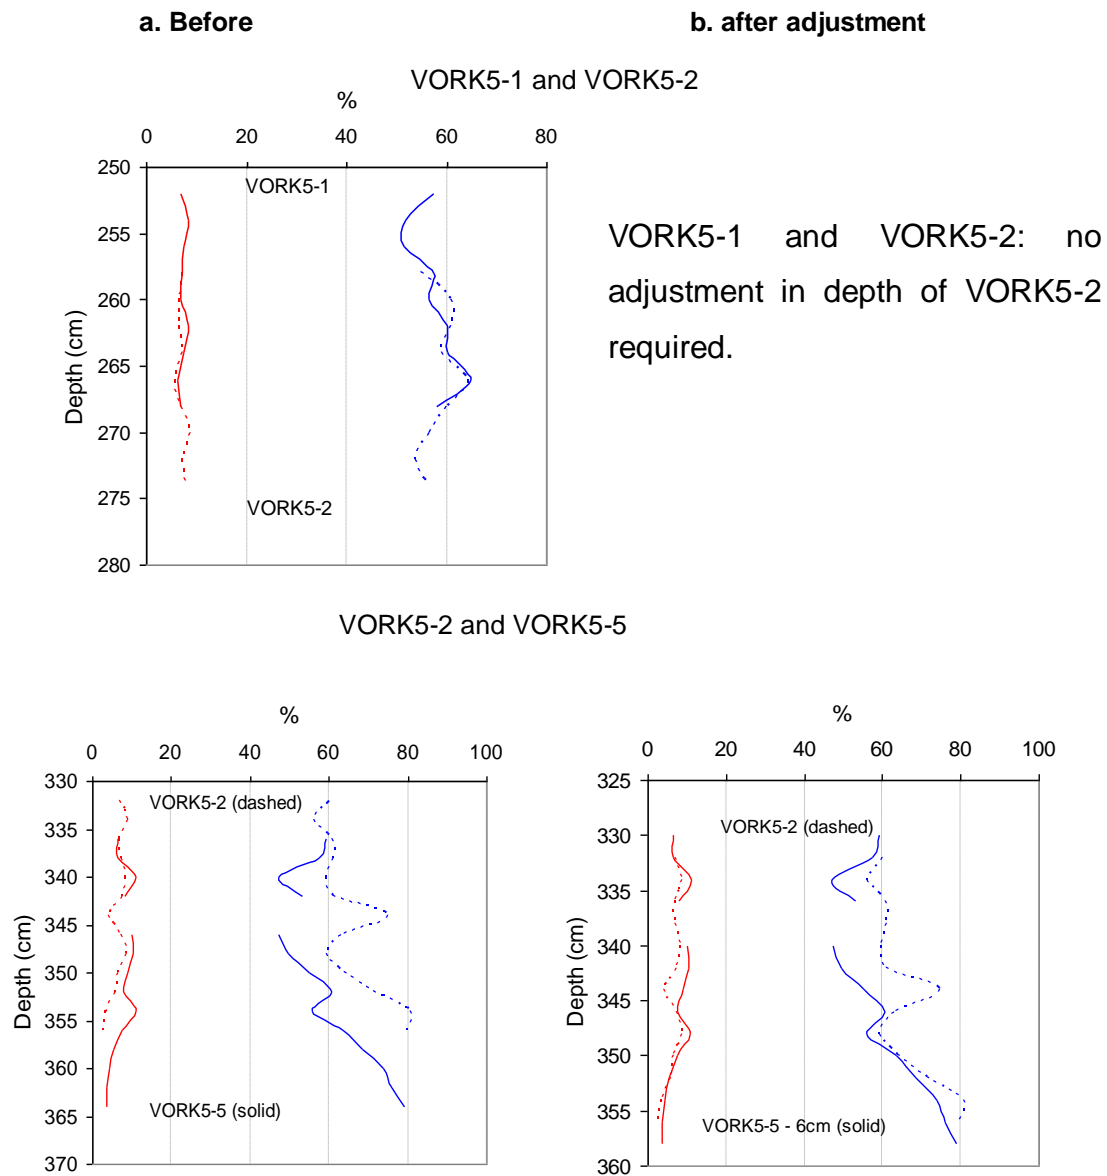 a. Before
b. after adjustment
VORK5-1 and VORK5-2
%
0 20 40 60 80
250
255
260
265
270
275
280
Depth (cm)
VORK5-1
VORK5-2
VORK5-1 and VORK5-2: no
adjustment in depth of VORK5-2
required.
VORK5-2 and VORK5-5
%
0 20 40 60 80 100
330
335
340
345
350
355
360
365
370
Depth (cm)
VORK5-2 (dashed)
VORK5-5 (solid)
%
0 20 40 60 80 100
325
330
335
340
345
350
355
360
Depth (cm)
VORK5-2 (dashed)
VORK5-5 - 6cm (solid)